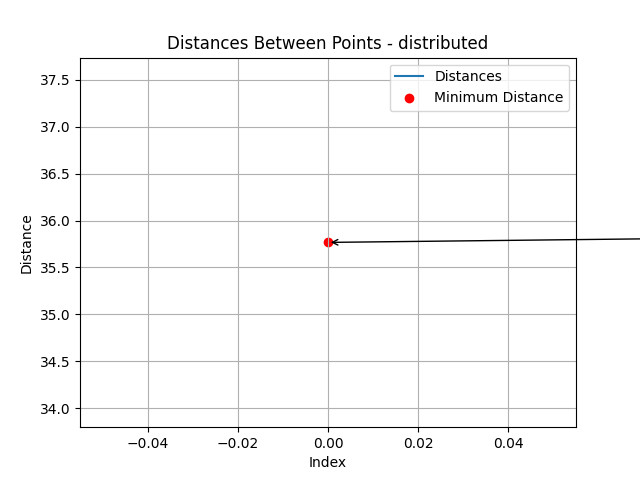 Distances Between Points - distributed
Distances
Minimum Distance
37.5
37.0
36.5
36.0
35.5
35.0
34.5
34.0
Distance
−0.04
−0.02
0.00
0.02
0.04
Index